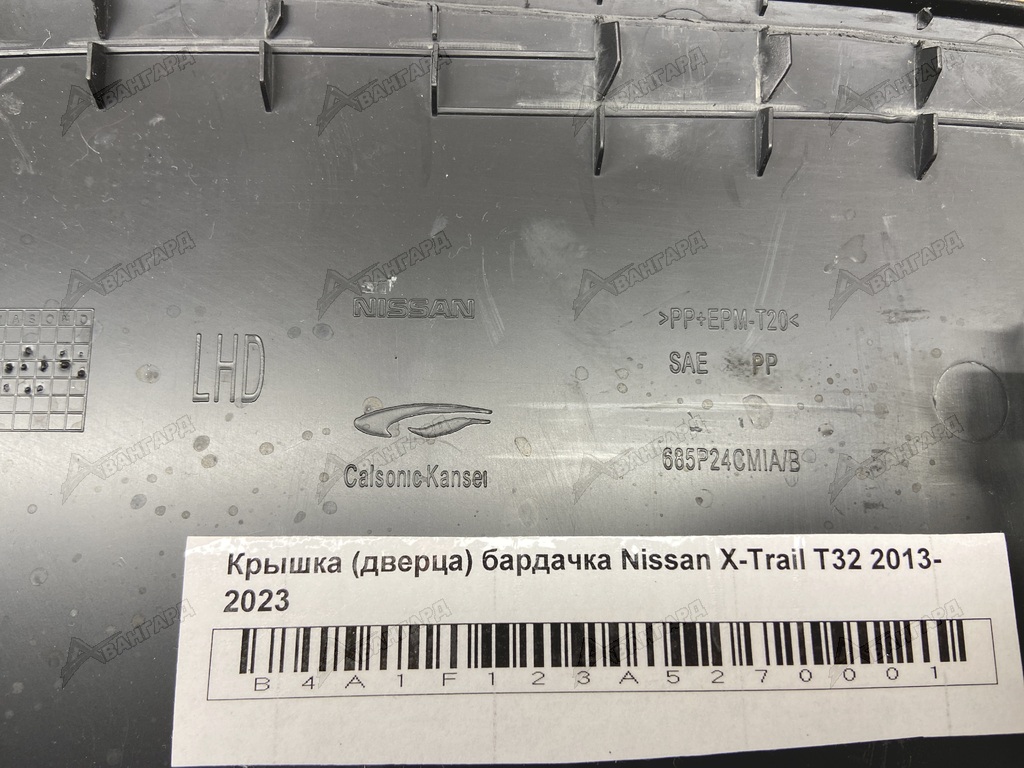 NISSAN
LHD
Calsonic Kansei
>PP+EPM-T20<
SAE PP
685P24CMIA/B
Крышка (дверца) бардачка Nissan X-Trail T32 2013-
2023
B4A1F123A5270001
АВАНГАРД